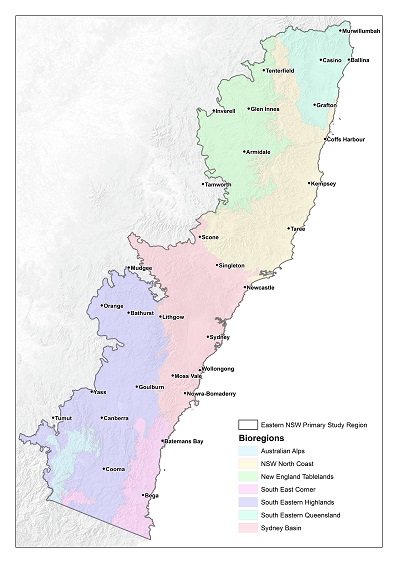 Murwillumbah
Casino
Ballina
Tenterfield
Grafton
Inverell
Glen Innes
Coffs Harbour
Armidale
Tamworth
Kempsey
Taree
Scone
Singleton
Mudgee
Newcastle
Orange
Bathurst
Lithgow
Sydney
Wollongong
Moss Vale
Goulburn
Yass
Nowra-Bomaderry
Tumut
Canberra
Batemans Bay
Cooma
Bega
Eastern NSW Primary Study Region
Bioregions
Australian Alps
NSW North Coast
New England Tablelands
South East Corner
South Eastern Highlands
South Eastern Queensland
Sydney Basin